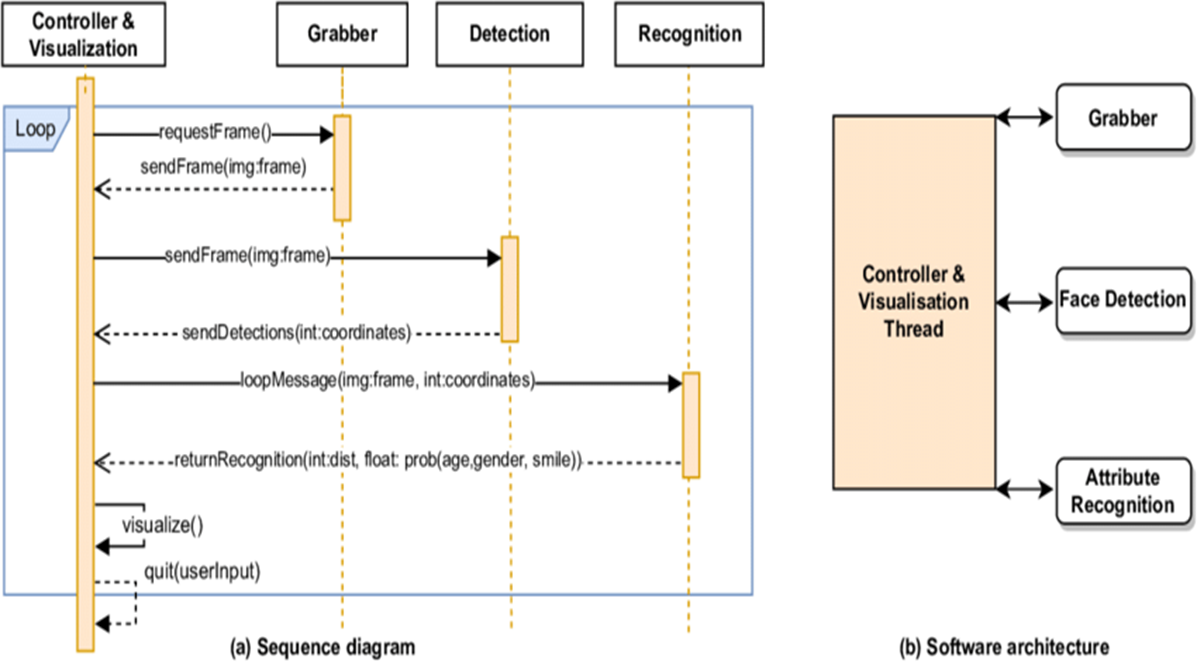 Controller &
Visualization
Grabber
Detection
Recognition
Loop
requestFrame()
sendFrame(img:frame)
sendFrame(img:frame)
sendDetections(int:coordinates)
loopMessage(img:frame, int:coordinates)
returnRecognition(int:dist, float: prob(age,gender, smile))
visualize()
quit(userInput)
(a) Sequence diagram
Controller &
Visualisation
Thread
Grabber
Face Detection
Attribute
Recognition
(b) Software architecture